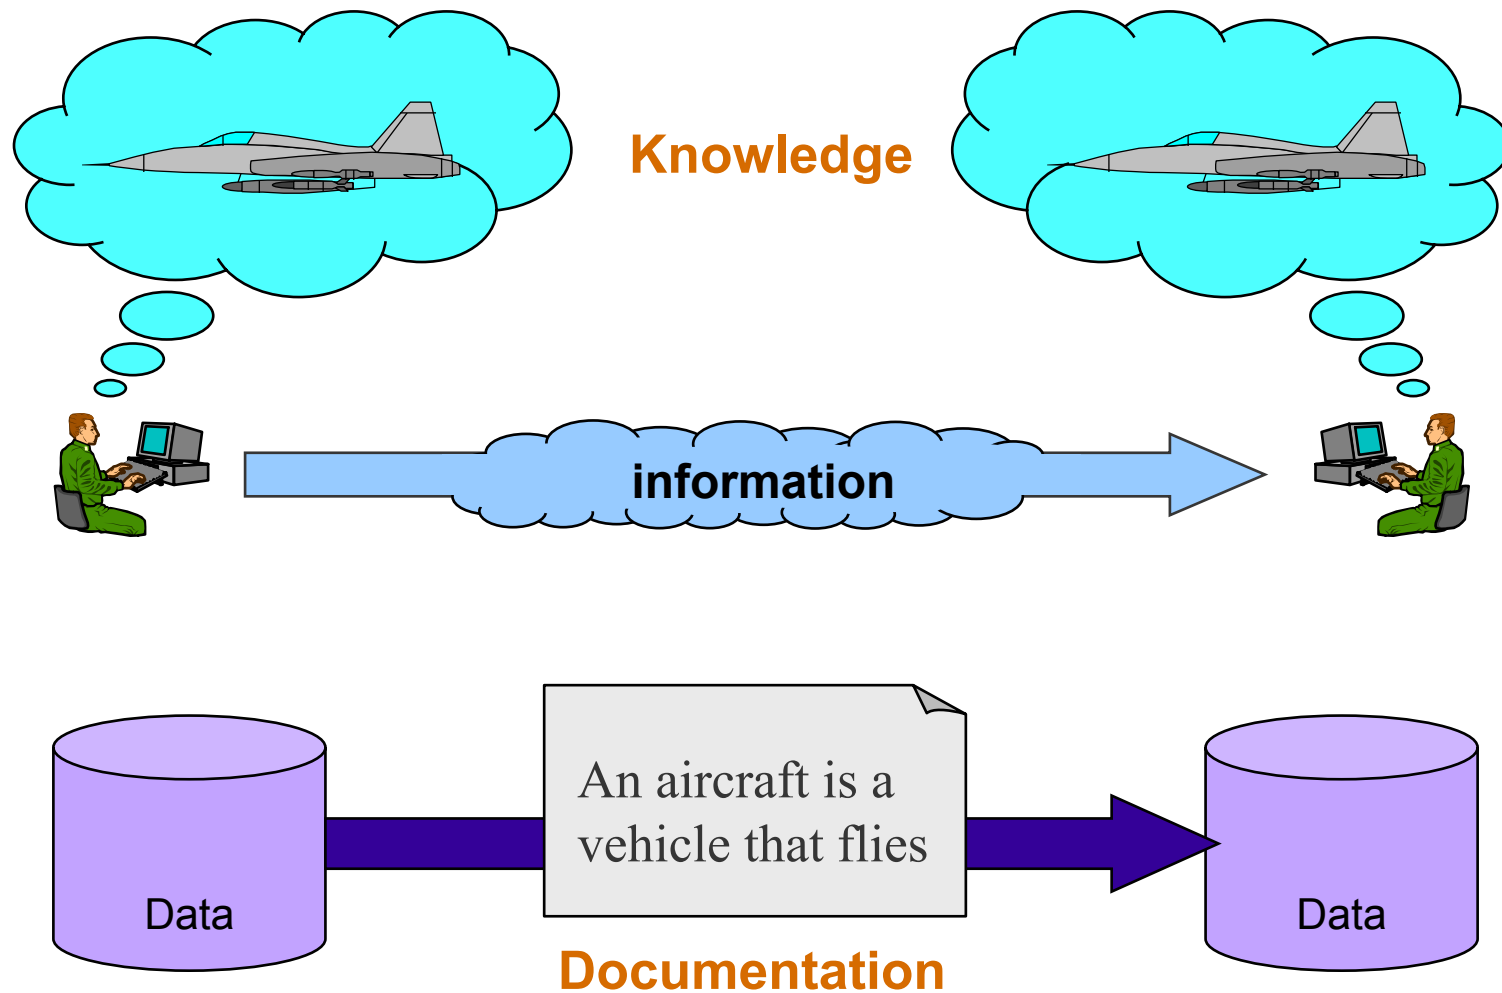 Knowledge
information
An aircraft is a
vehicle that flies
Data
Data
Documentation